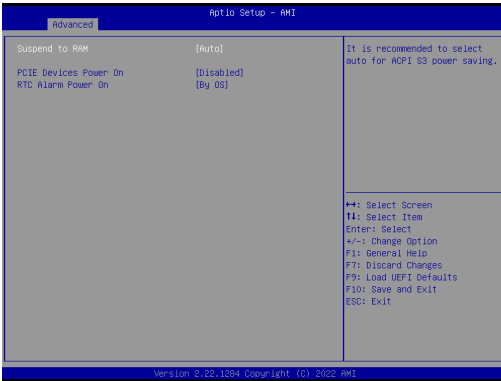 Aptio Setup - AMI
Advanced
Suspend to RAM [Auto]
PCIE Devices Power On [Disabled]
RTC Alarm Power On [By OS]
It is recommended to select
auto for ACPI S3 power saving.
↔: Select Screen
↑↓: Select Item
Enter: Select
+/-: Change Option
F1: General Help
F7: Discard Changes
F9: Load UEFI Defaults
F10: Save and Exit
ESC: Exit
Version 2.22.1284 Copyright (C) 2022 AMI